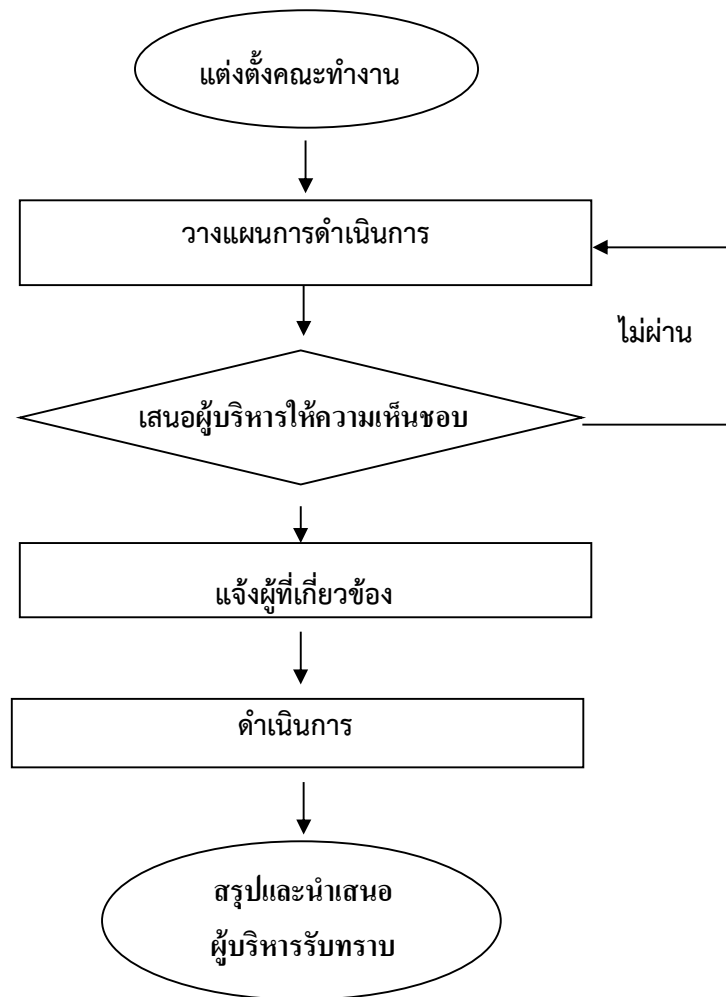 แต่งตั้งคณะทำงาน
วางแผนการดำเนินการ
ไม่ผ่าน
เสนอผู้บริหารให้ความเห็นชอบ
แจ้งผู้ที่เกี่ยวข้อง
ดำเนินการ
สรุปและนำเสนอ
ผู้บริหารรับทราบ